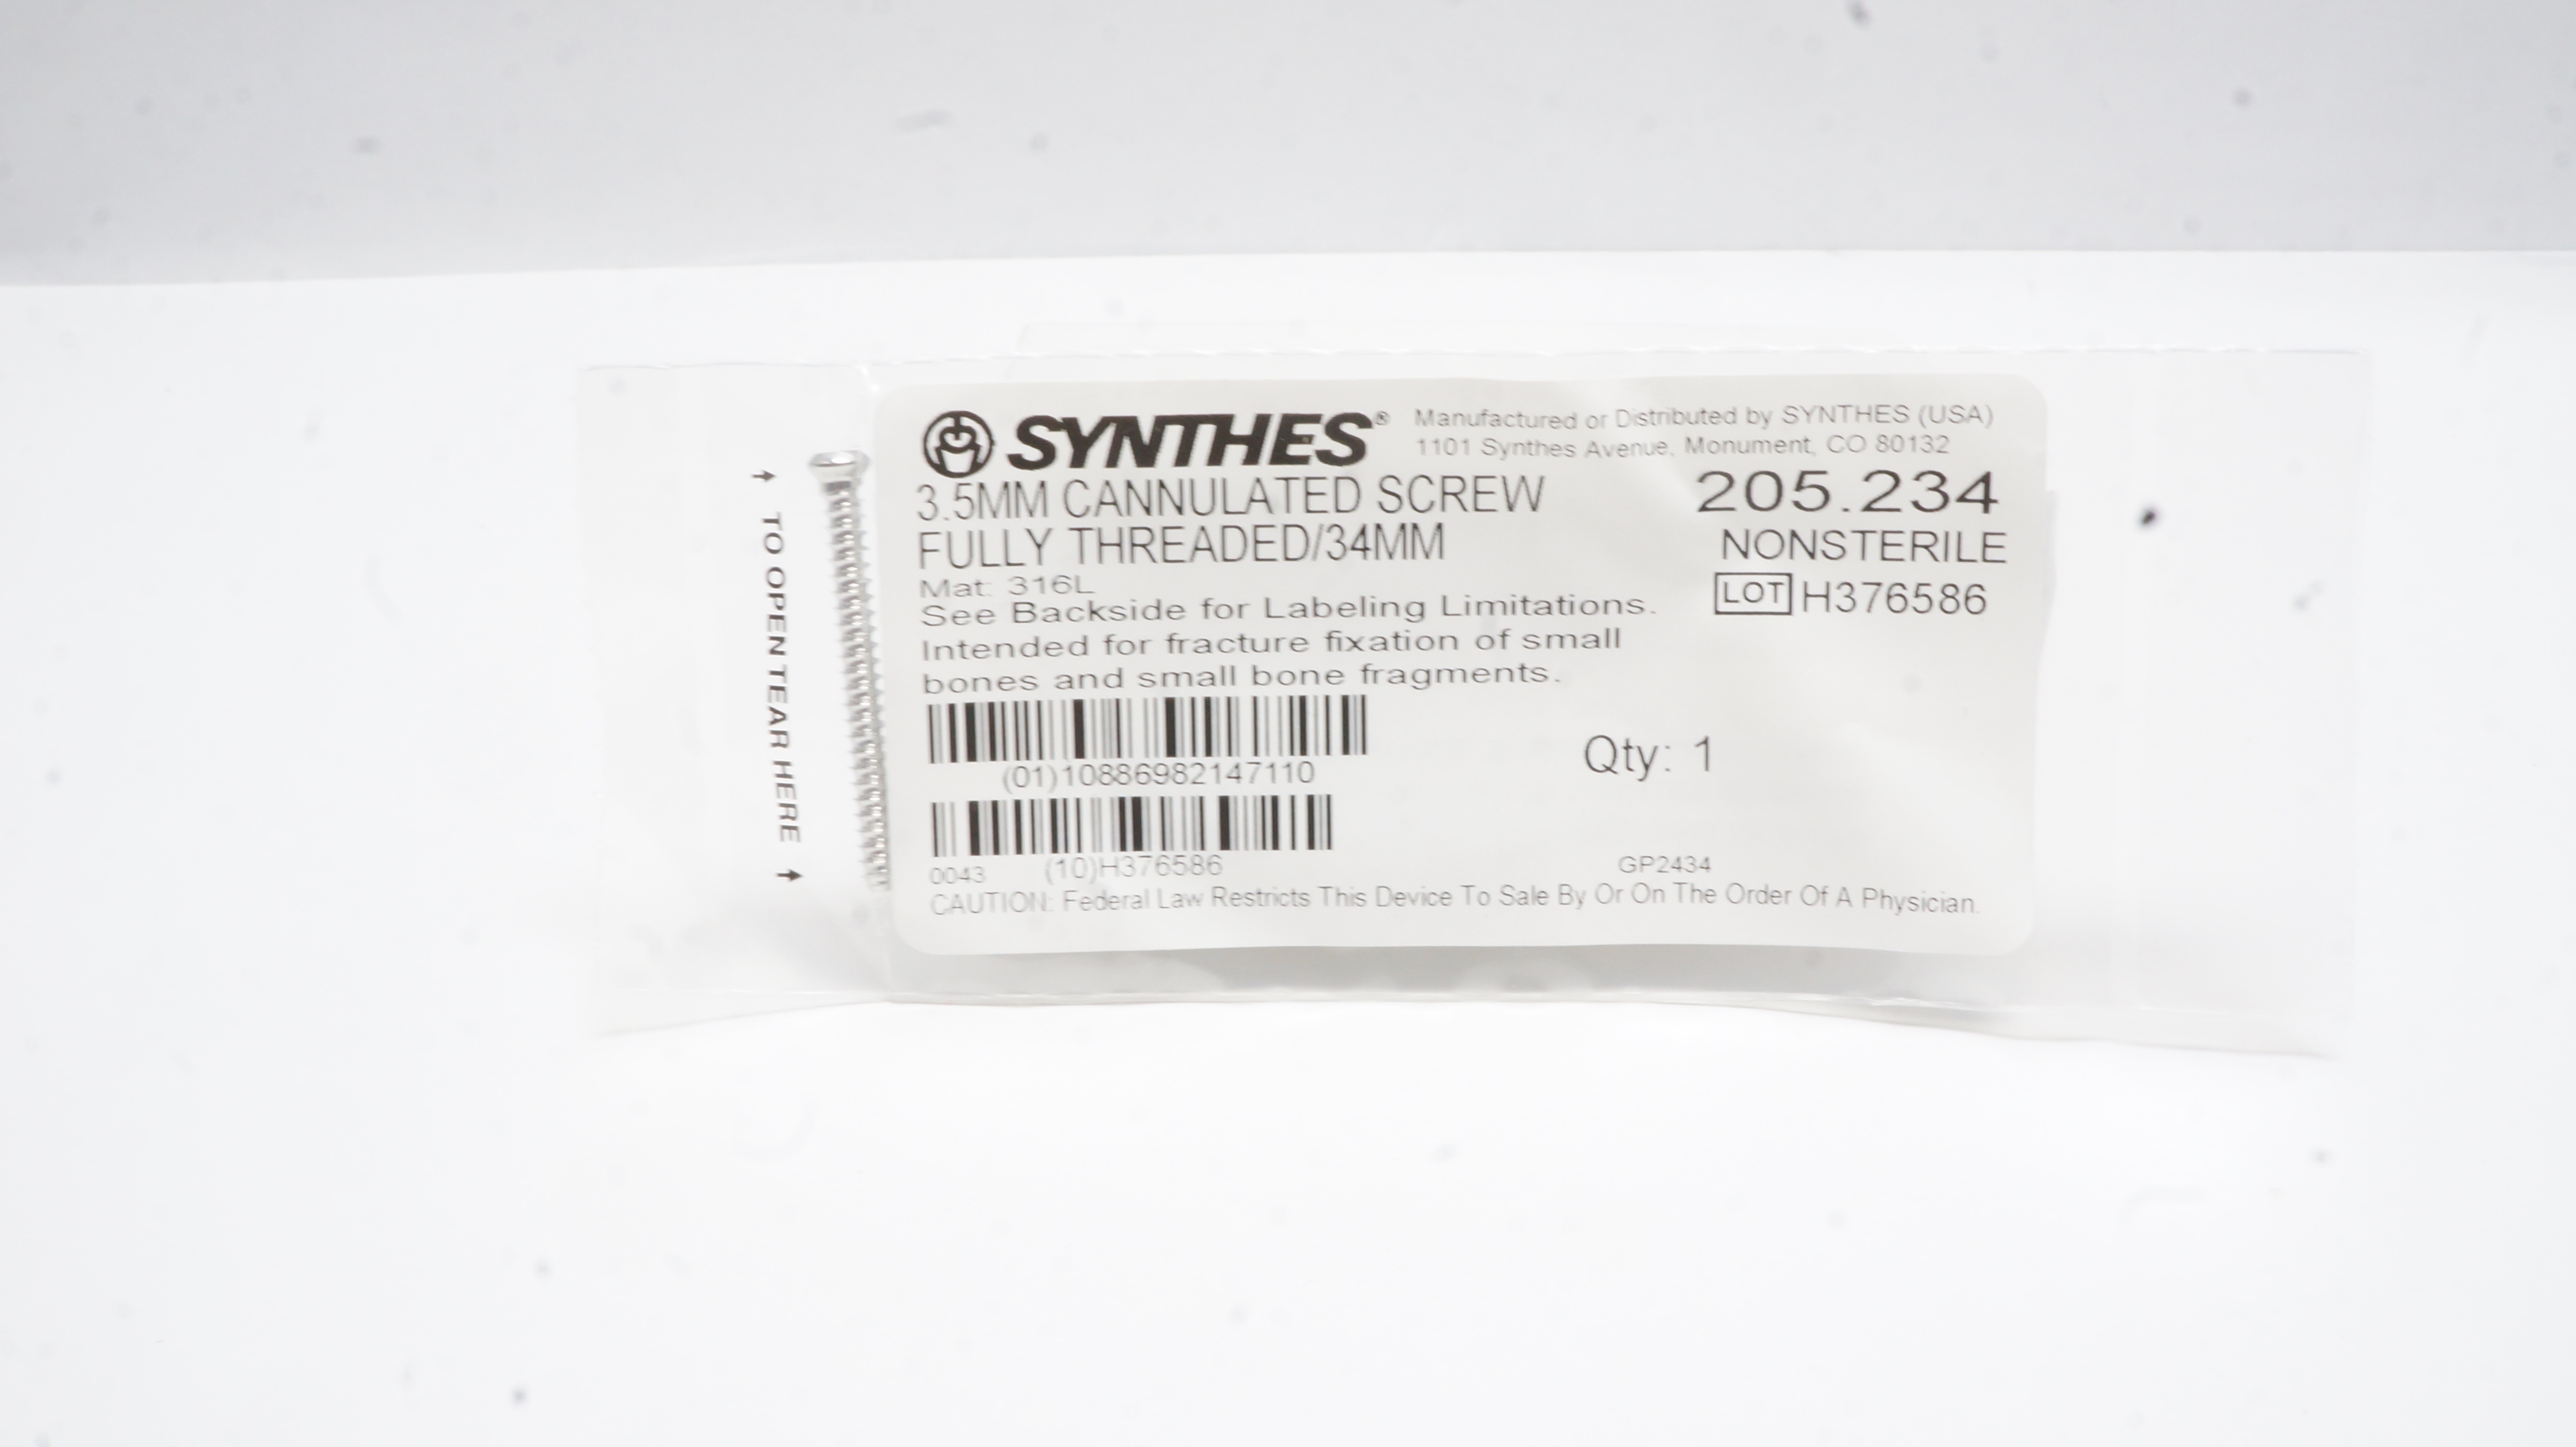 SYNTHES®
Manufactured or Distributed by SYNTHES (USA)
1101 Synthes Avenue, Monument, CO 80132
3.5MM CANNULATED SCREW
FULLY THREADED/34MM
205.234
NONSTERILE
LOT H376586
Mat: 316L
See Backside for Labeling Limitations.
Intended for fracture fixation of small
bones and small bone fragments.
(01)10886982147110
Qty: 1
0043 (10)H376586
GP2434
CAUTION: Federal Law Restricts This Device To Sale By Or On The Order Of A Physician.
TO OPEN TEAR HERE